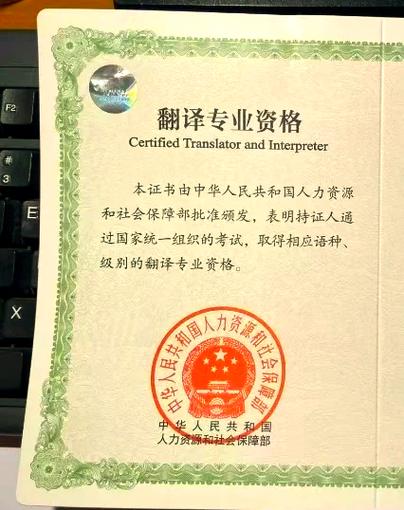 F2
#
3
E
X
翻译专业资格
Certified Translator and Interpreter
本证书由中华人民共和国人力资源
和社会保障部批准颁发，表明持证人通
过国家统一组织的考试，取得相应语种、
级别的翻译专业资格。
中华人民共和国人力资源和社会保障部
中华人民共和国
人力资源和社会保障部